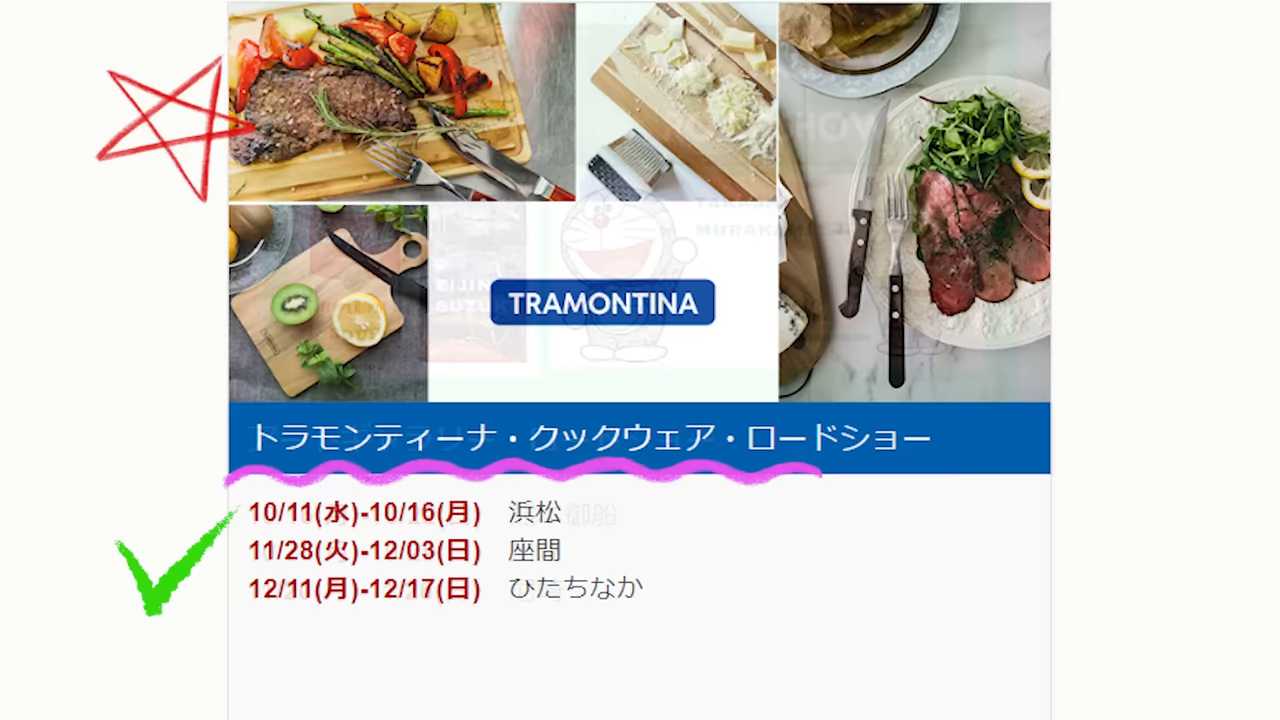 TRAMONTINA
トラモンティーナ・クックウェア・ロードショー
10/11(水)-10/16(月) 浜松
11/28(火)-12/03(日) 座間
12/11(月)-12/17(日) ひたちなか